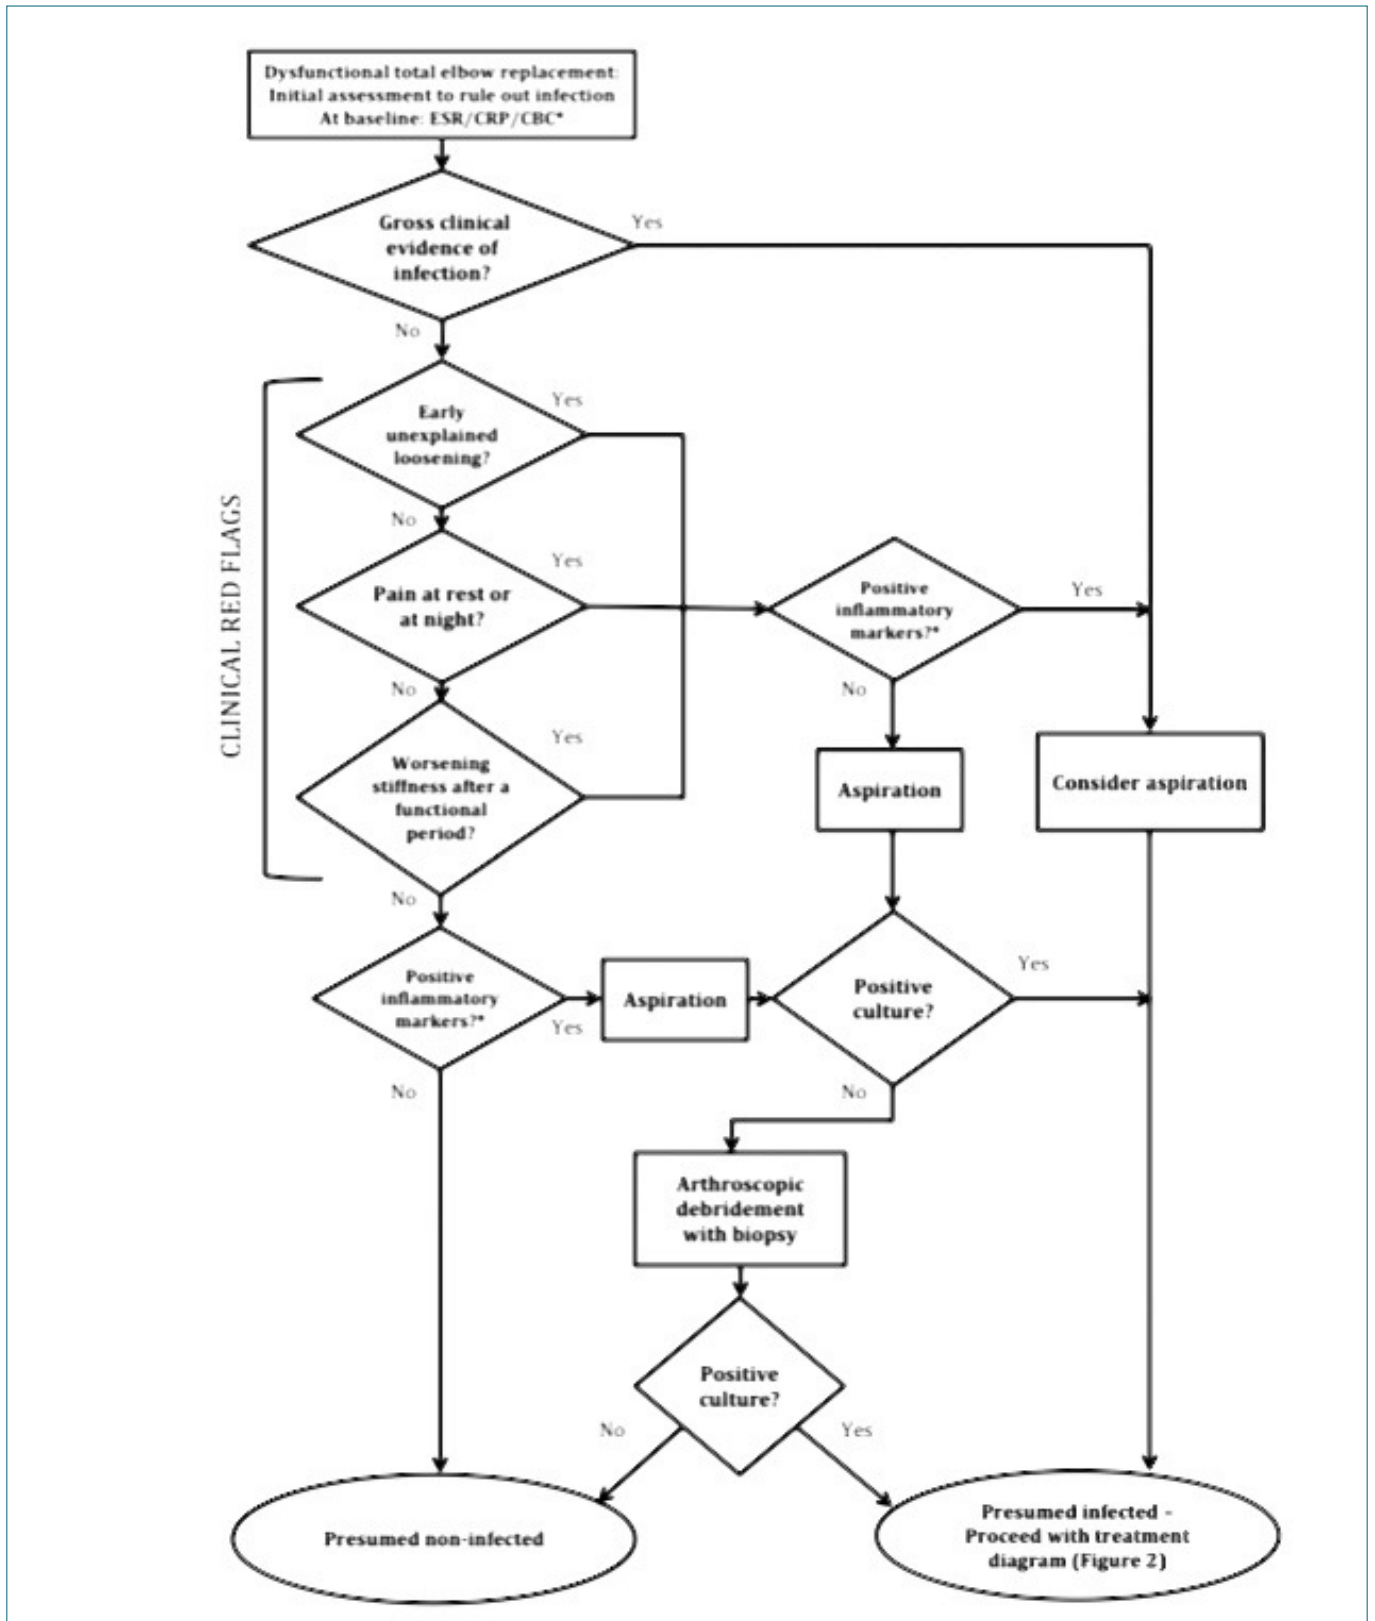 Dysfunctional total elbow replacement:
Initial assessment to rule out infection
At baseline: ESR/CRP/CBC*
Gross clinical
evidence of
infection?
Yes
No
CLINICAL RED FLAGS
Early
unexplained
loosening?
Yes
No
Pain at rest or
at night?
Yes
No
Worsening
stiffness after a
functional
period?
Yes
No
Positive
inflammatory
markers?*
Yes
No
Aspiration
Consider aspiration
Positive
inflammatory
markers?*
Yes
No
Aspiration
Positive
culture?
Yes
No
Arthroscopic
debridement
with biopsy
Positive
culture?
No
Yes
Presumed non-infected
Presumed infected -
Proceed with treatment
diagram (Figure 2)